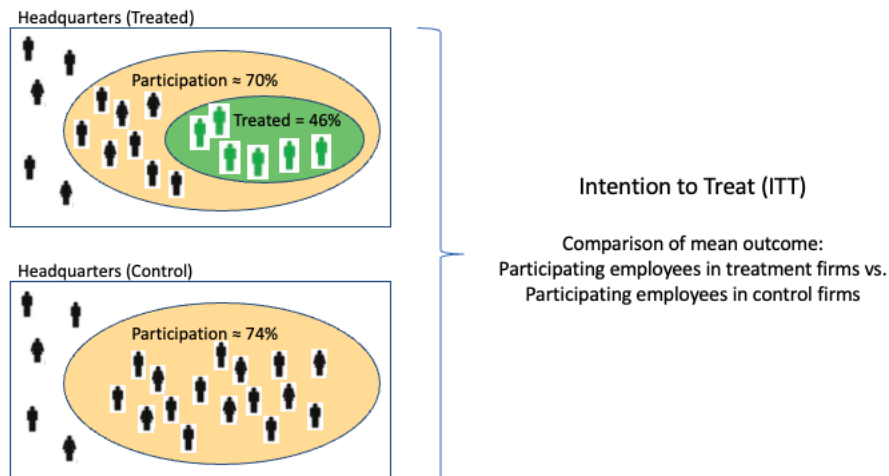 Headquarters (Treated)
Participation ≈ 70%
Treated = 46%
Intention to Treat (ITT)
Comparison of mean outcome:
Participating employees in treatment firms vs.
Participating employees in control firms
Headquarters (Control)
Participation ≈ 74%